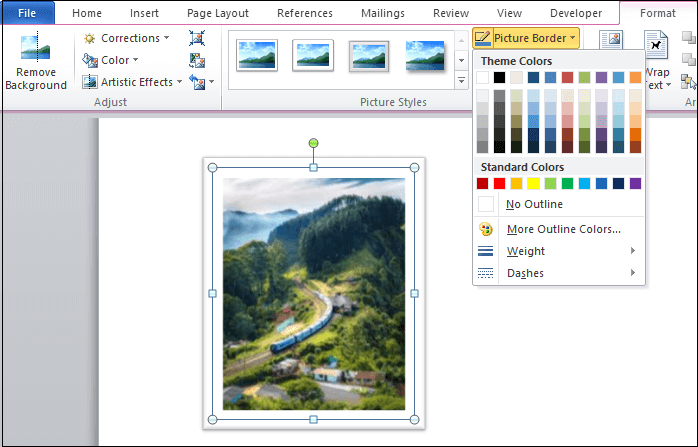 File Home Insert Page Layout References Mailings Review View Developer Format
Remove Background
Corrections
Color
Artistic Effects
Adjust
Picture Styles
Picture Border
Wrap
Text
Ar
Theme Colors
Standard Colors
No Outline
More Outline Colors...
Weight
Dashes